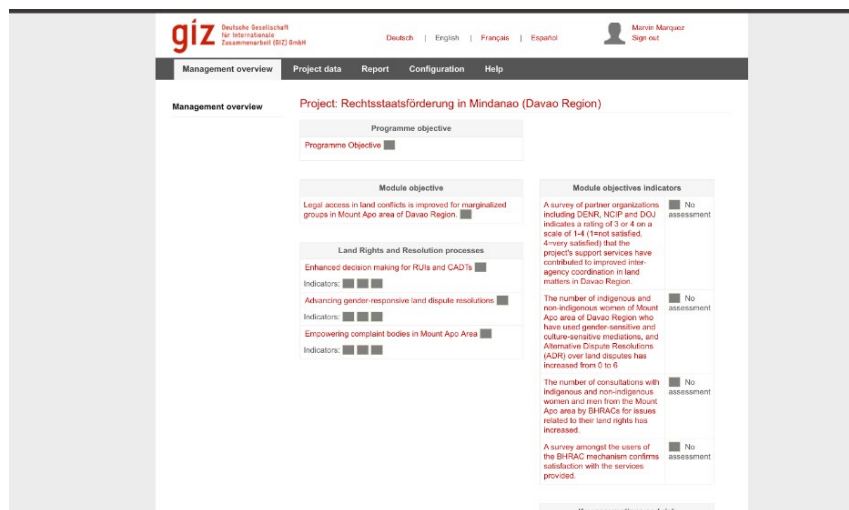 giz
Deutsche Gesellschaft
für Internationale
Zusammenarbeit (GIZ) GmbH
Deutsch | English | Français | Español
Marvin Marquez
Sign out
Management overview
Project data
Report
Configuration
Help
Management overview
Project: Rechtsstaatsförderung in Mindanao (Davao Region)
Programme objective
Programme Objective
Module objective
Legal access in land conflicts is improved for marginalized
groups in Mount Apo area of Davao Region.
Land Rights and Resolution processes
Enhanced decision making for RUIs and CADTs
Indicators:
Advancing gender-responsive land dispute resolutions
Indicators:
Empowering complaint bodies in Mount Apo Area
Indicators:
Module objectives indicators
A survey of partner organizations
including DENR, NCIP and DOJ
indicates a rating of 3 or 4 on a
scale of 1-4 (1=not satisfied,
4=very satisfied) that the
project's support services have
contributed to improved inter-
agency coordination in land
matters in Davao Region.
No
assessment
The number of indigenous and
non-indigenous women of Mount
Apo area of Davao Region who
have used gender-sensitive and
culture-sensitive mediations, and
Alternative Dispute Resolutions
(ADR) over land disputes has
increased from 0 to 6
No
assessment
The number of consultations with
indigenous and non-indigenous
women and men from the Mount
Apo area by BHRACs for issues
related to their land rights has
increased.
No
assessment
A survey amongst the users of
the BHRAC mechanism confirms
satisfaction with the services
provided.
No
assessment